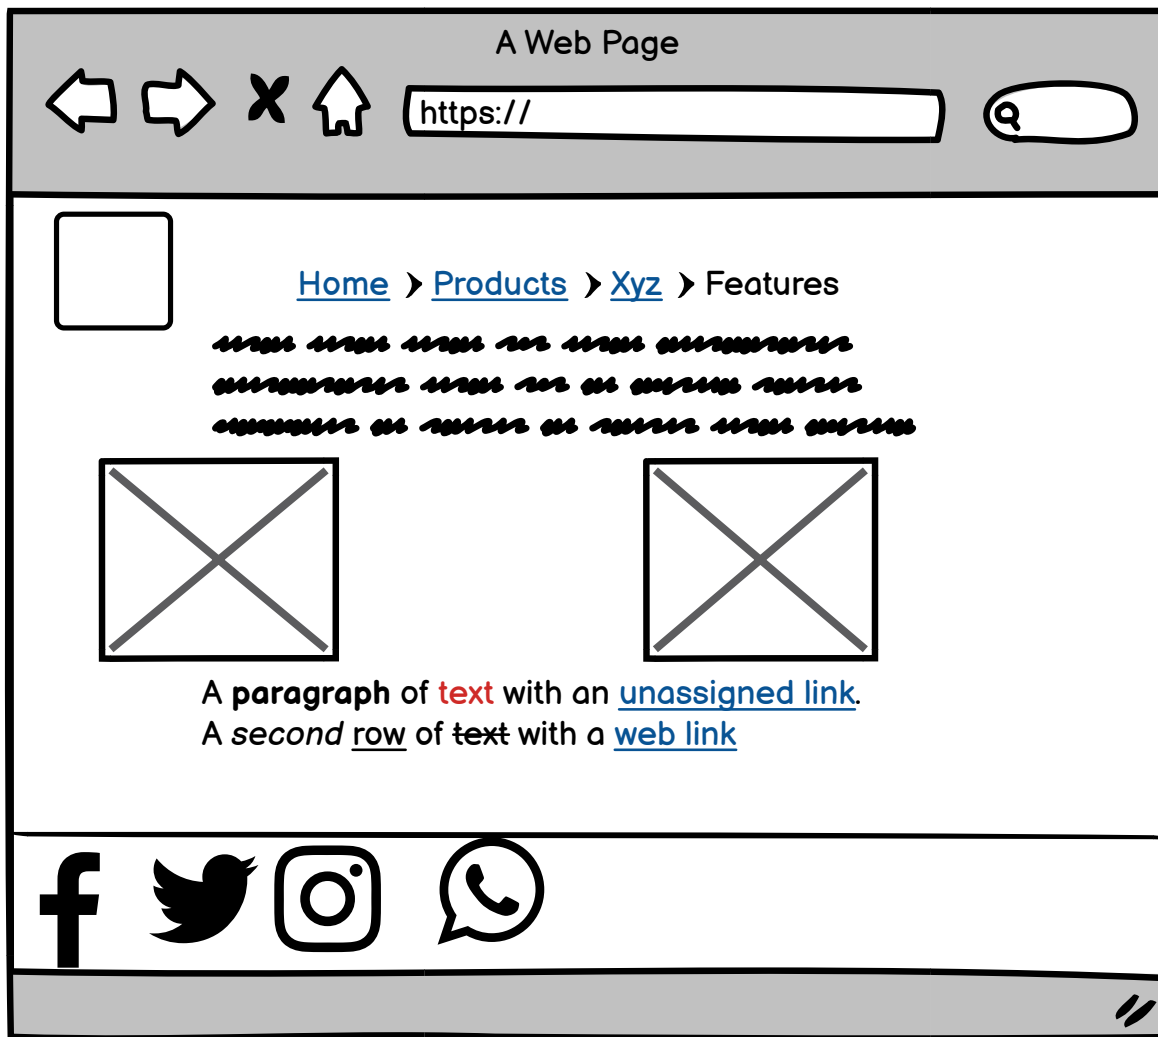 A Web Page
https://
Home > Products > Xyz > Features
A paragraph of text with an unassigned link.
A second row of text with a web link